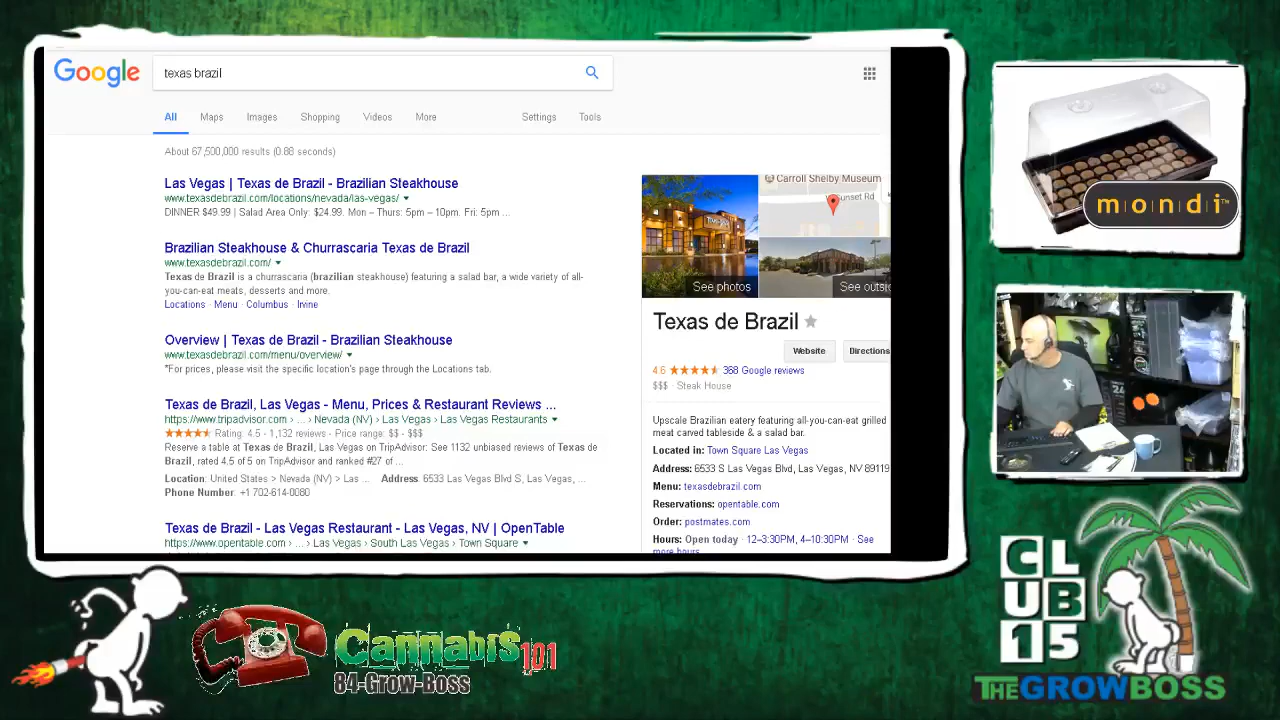 Google
texas brazil
All Maps Images Shopping Videos More Settings Tools
About 67,500,000 results (0.88 seconds)
Las Vegas | Texas de Brazil - Brazilian Steakhouse
www.texasdebrazil.com/locations/nevada/las-vegas/
DINNER $49.99 | Salad Area Only: $24.99. Mon – Thurs: 5pm – 10pm. Fri: 5pm ...
Brazilian Steakhouse & Churrascaria Texas de Brazil
www.texasdebrazil.com/
Texas de Brazil is a churrascaria (brazilian steakhouse) featuring a salad bar, a wide variety of all-
you-can-eat meats, desserts and more.
Locations · Menu · Columbus · Irvine
Overview | Texas de Brazil - Brazilian Steakhouse
www.texasdebrazil.com/menu/overview/
*For prices, please visit the specific location's page through the Locations tab.
Texas de Brazil, Las Vegas - Menu, Prices & Restaurant Reviews ...
https://www.tripadvisor.com › ... › Nevada (NV) › Las Vegas › Las Vegas Restaurants
Rating: 4.5 - 1,132 reviews - Price range: $$ - $$$
Reserve a table at Texas de Brazil, Las Vegas on TripAdvisor: See 1132 unbiased reviews of Texas de
Brazil, rated 4.5 of 5 on TripAdvisor and ranked #27 of ...
Location: United States > Nevada (NV) > Las ... Address: 6533 Las Vegas Blvd S, Las Vegas, ...
Phone Number: +1 702-614-0080
Texas de Brazil - Las Vegas Restaurant - Las Vegas, NV | OpenTable
https://www.opentable.com › ... › Las Vegas › South Las Vegas › Town Square
Carroll Shelby Museum
unset Rd
See photos
See outsi
Texas de Brazil
Website
Directions
4.6 368 Google reviews
$$$ · Steak House
Upscale Brazilian eatery featuring all-you-can-eat grilled
meat carved tableside & a salad bar.
Located in: Town Square Las Vegas
Address: 6533 S Las Vegas Blvd, Las Vegas, NV 89119
Menu: texasdebrazil.com
Reservations: opentable.com
Order: postmates.com
Hours: Open today · 12–3:30PM, 4–10:30PM · See
more hours
mondi™
Cannabis 101
84-Grow-Boss
CLUB
15
THEGROWBOSS